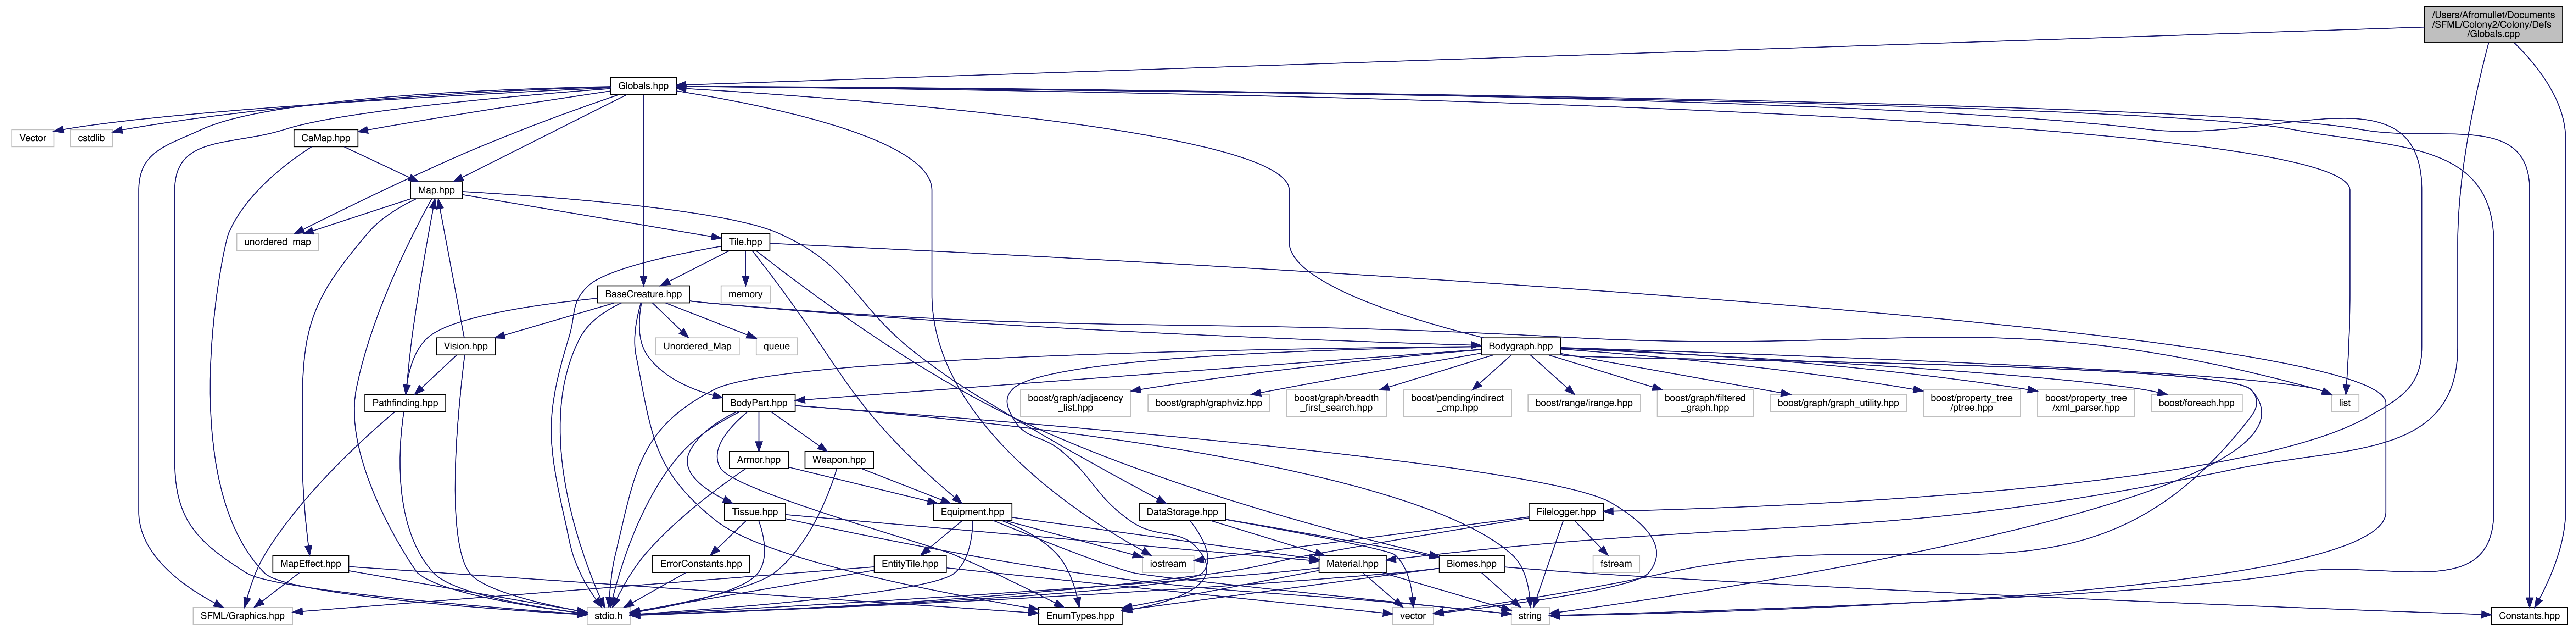 /Users/Afromullet/Documents
/SFML/Colony2/Colony/Defs
/Globals.cpp
Globals.hpp
Vector
cstdlib
CaMap.hpp
Map.hpp
unordered_map
Tile.hpp
BaseCreature.hpp
memory
Vision.hpp
Unordered_Map
queue
Bodygraph.hpp
Pathfinding.hpp
BodyPart.hpp
boost/graph/adjacency
_list.hpp
boost/graph/graphviz.hpp
boost/graph/breadth
_first_search.hpp
boost/pending/indirect
_cmp.hpp
boost/range/irange.hpp
boost/graph/filtered
_graph.hpp
boost/graph/graph_utility.hpp
boost/property_tree
/ptree.hpp
boost/property_tree
/xml_parser.hpp
boost/foreach.hpp
list
Armor.hpp
Weapon.hpp
Tissue.hpp
Equipment.hpp
DataStorage.hpp
Filelogger.hpp
MapEffect.hpp
ErrorConstants.hpp
EntityTile.hpp
iostream
Material.hpp
Biomes.hpp
fstream
SFML/Graphics.hpp
stdio.h
EnumTypes.hpp
vector
string
Constants.hpp